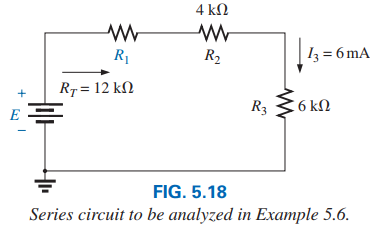 4 kΩ
R1
R2
I3 = 6 mA
RT = 12 kΩ
+
E
−
R3
6 kΩ
FIG. 5.18
Series circuit to be analyzed in Example 5.6.